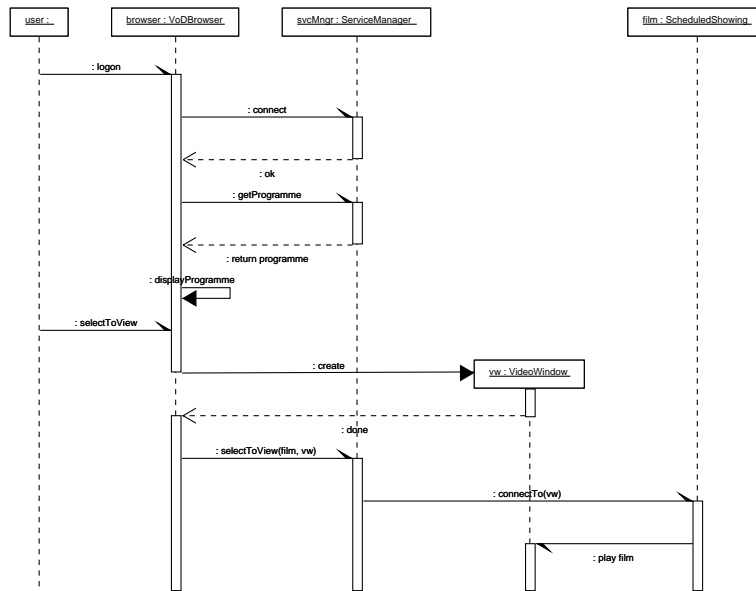 user :
browser : VoDBrowser
svcMngr : ServiceManager
film : ScheduledShowing
: logon
: connect
: ok
: getProgramme
: return programme
: displayProgramme
: selectToView
: create
vw : VideoWindow
: done
: selectToView(film, vw)
: connectTo(vw)
: play film